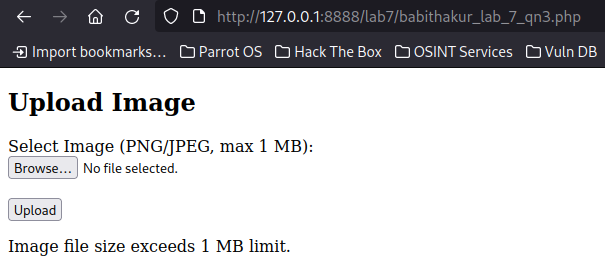 http://127.0.0.1:8888/lab7/babithakur_lab_7_qn3.php
Import bookmarks... Parrot OS Hack The Box OSINT Services Vuln DB
Upload Image
Select Image (PNG/JPEG, max 1 MB):
Browse... No file selected.
Upload
Image file size exceeds 1 MB limit.